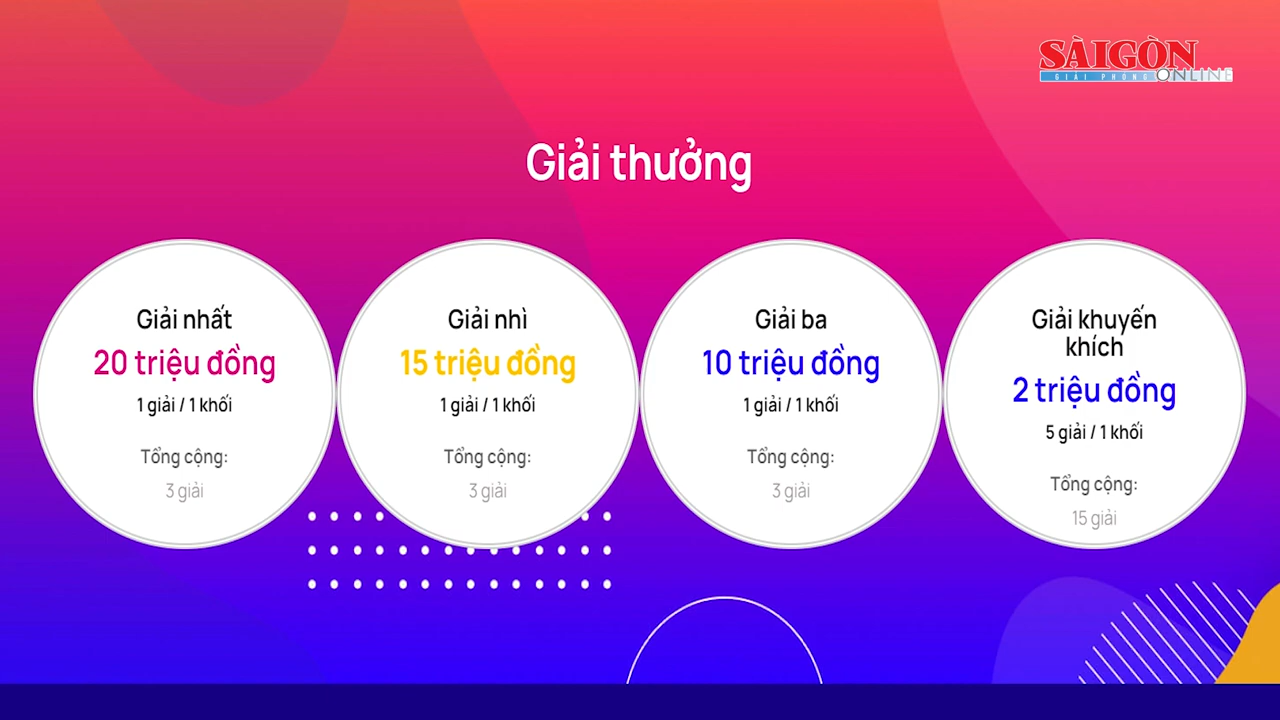 SÀIGÒN
GIẢI PHÓNG ONLINE
Giải thưởng
Giải nhất
20 triệu đồng
1 giải / 1 khối
Tổng cộng:
3 giải
Giải nhì
15 triệu đồng
1 giải / 1 khối
Tổng cộng:
3 giải
Giải ba
10 triệu đồng
1 giải / 1 khối
Tổng cộng:
3 giải
Giải khuyến
khích
2 triệu đồng
5 giải / 1 khối
Tổng cộng:
15 giải